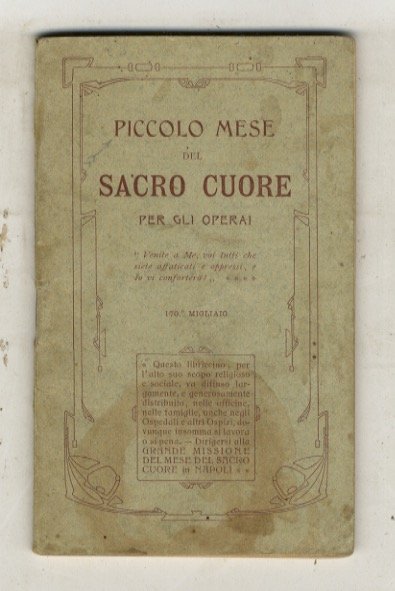 PICCOLO MESE
DEL
SACRO CUORE
PER GLI OPERAI
" Venite a Me, voi tutti che
siete affaticati e oppressi, e
Io vi conforterò! „
170.° MIGLIAIO
« Questo libriccino, per
l'alto suo scopo religioso
e sociale, va diffuso lar-
gamente, e generosamente
distribuito, nelle officine,
nelle famiglie, anche negli
Ospedali e altri Ospizi, do-
vunque insomma si lavora
o si pena. — Dirigersi alla
GRANDE MISSIONE
DEL MESE DEL SACRO
CUORE in NAPOLI